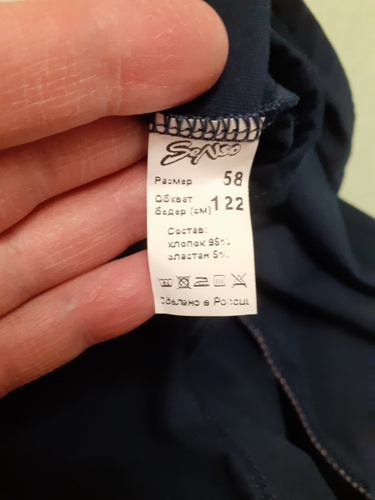 Размер 58
Обхват
бедер (см) 122
Состав:
хлопок 95%
эластан 5%
Сделано в России